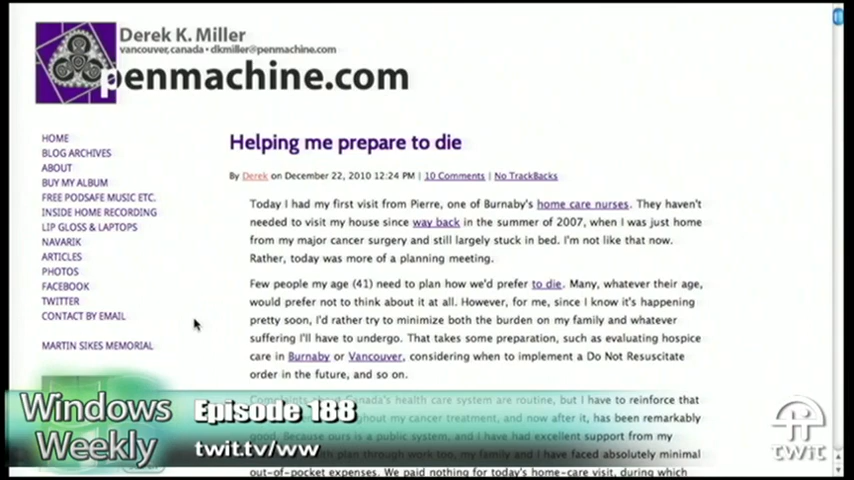 Derek K. Miller
vancouver, canada • dkmiller@penmachine.com
penmachine.com
HOME
BLOG ARCHIVES
ABOUT
BUY MY ALBUM
FREE PODSAFE MUSIC ETC.
INSIDE HOME RECORDING
LIP GLOSS & LAPTOPS
NAVARIK
ARTICLES
PHOTOS
FACEBOOK
TWITTER
CONTACT BY EMAIL
MARTIN SIKES MEMORIAL
Helping me prepare to die
By Derek on December 22, 2010 12:24 PM | 10 Comments | No TrackBacks
Today I had my first visit from Pierre, one of Burnaby's home care nurses. They haven't
needed to visit my house since way back in the summer of 2007, when I was just home
from my major cancer surgery and still largely stuck in bed. I'm not like that now.
Rather, today was more of a planning meeting.
Few people my age (41) need to plan how we'd prefer to die. Many, whatever their age,
would prefer not to think about it at all. However, for me, since I know it's happening
pretty soon, I'd rather try to minimize both the burden on my family and whatever
suffering I'll have to undergo. That takes some preparation, such as evaluating hospice
care in Burnaby or Vancouver, considering when to implement a Do Not Resuscitate
order in the future, and so on.
Complaints about Canada's health care system are routine, but I have to reinforce that
my cancer treatment, and now after it, has been remarkably
good. Because ours is a public system, and I have had excellent support from my
health plan through work too, my family and I have faced absolutely minimal
out-of-pocket expenses. We paid nothing for today's home-care visit, during which
Windows
Weekly
Episode 188
twit.tv/ww
twit